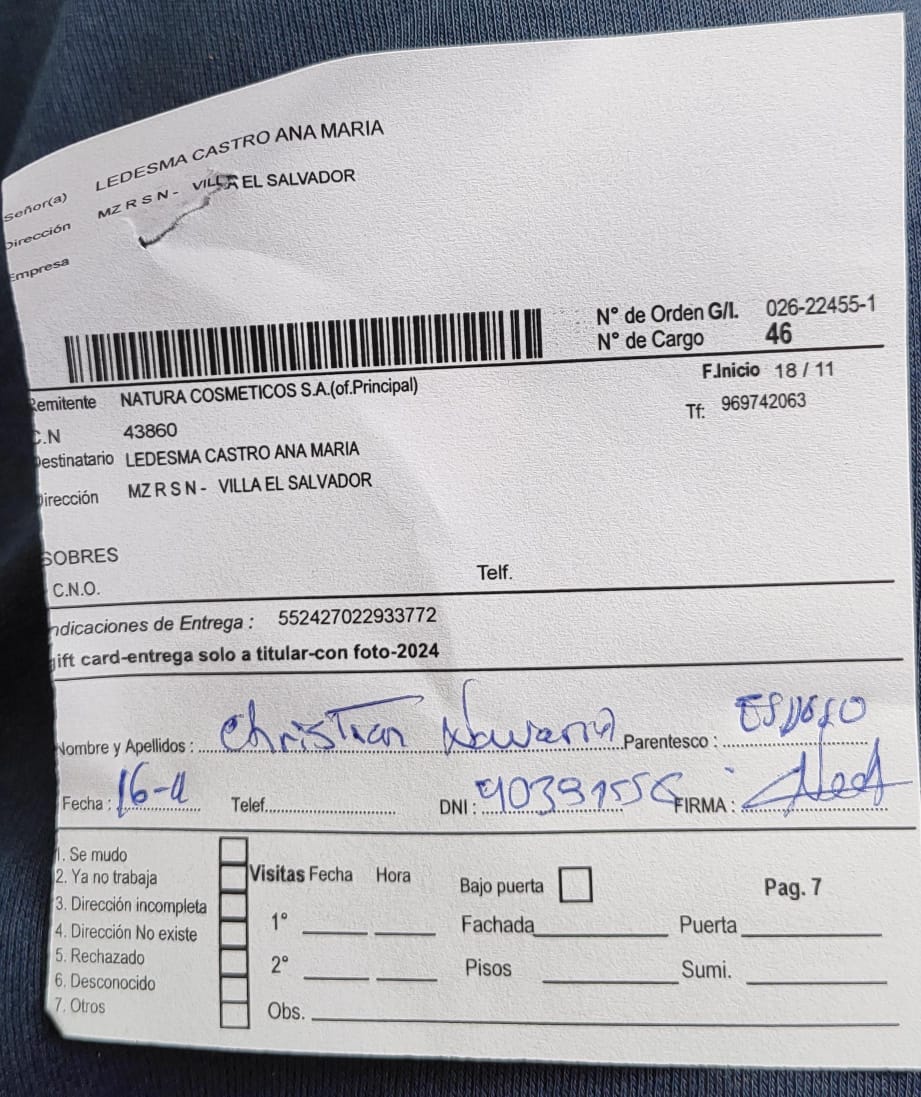 Señor(a) LEDESMA CASTRO ANA MARIA
Dirección MZ R S N - VILLA EL SALVADOR
Empresa
N° de Orden G/I. 026-22455-1
N° de Cargo 46
Remitente NATURA COSMETICOS S.A.(of.Principal)
F.Inicio 18 / 11
C.N 43860
Tf: 969742063
Destinatario LEDESMA CASTRO ANA MARIA
Dirección MZ R S N - VILLA EL SALVADOR
SOBRES
C.N.O. Telf.
ndicaciones de Entrega : 552427022933772
gift card-entrega solo a titular-con foto-2024
Nombre y Apellidos : Christian Parentesco :
Fecha : Telef. DNI : FIRMA :
1. Se mudo
2. Ya no trabaja
3. Dirección incompleta
4. Dirección No existe
5. Rechazado
6. Desconocido
7. Otros
Visitas Fecha Hora
1°
2°
Obs.
Bajo puerta Pag. 7
Fachada Puerta
Pisos Sumi.